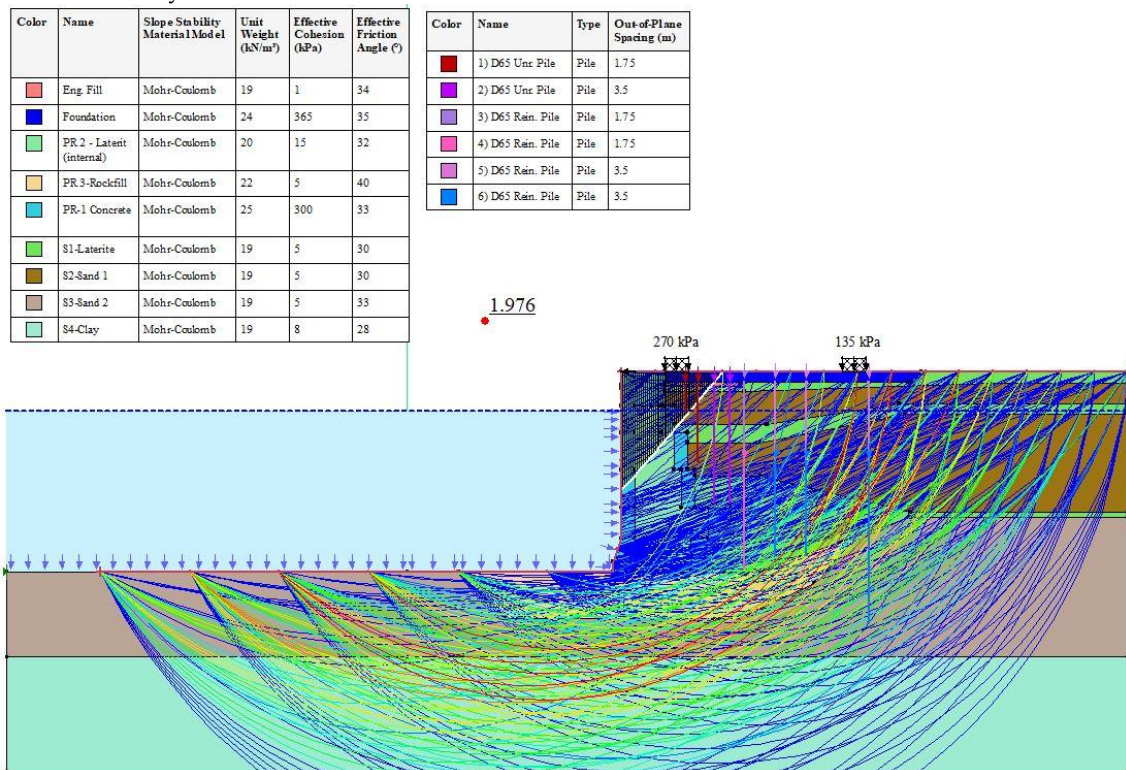 Color Name Slope Stability Material Model Unit Weight (kN/m³) Effective Cohesion (kPa) Effective Friction Angle (°)
Eng. Fill Mohr-Coulomb 19 1 34
Foundation Mohr-Coulomb 24 365 35
PR 2 - Laterit (internal) Mohr-Coulomb 20 15 32
PR 3-Rockfill Mohr-Coulomb 22 5 40
PR-1 Concrete Mohr-Coulomb 25 300 33
S1-Laterite Mohr-Coulomb 19 5 30
S2-Sand 1 Mohr-Coulomb 19 5 30
S3-Sand 2 Mohr-Coulomb 19 5 33
S4-Clay Mohr-Coulomb 19 8 28
Color Name Type Out-of-Plane Spacing (m)
1) D65 Unr. Pile Pile 1.75
2) D65 Unr. Pile Pile 3.5
3) D65 Rein. Pile Pile 1.75
4) D65 Rein. Pile Pile 1.75
5) D65 Rein. Pile Pile 3.5
6) D65 Rein. Pile Pile 3.5
1.976
270 kPa
135 kPa